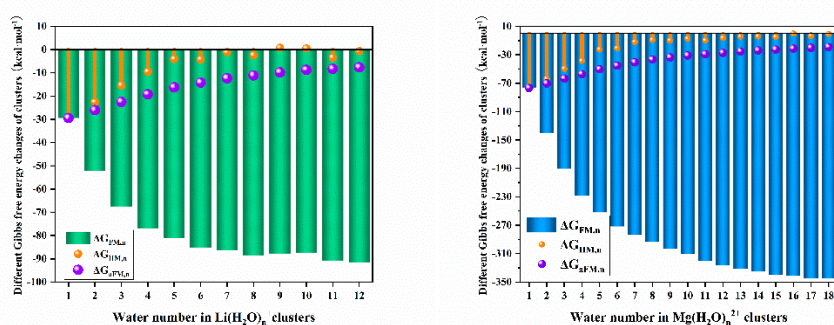 Different Gibbs free energy changes of clusters (kcal·mol⁻¹)
10
0
-10
-20
-30
-40
-50
-60
-70
-80
-90
-100
ΔG_FM,n
ΔG_HM,n
ΔG_aFM,n
1 2 3 4 5 6 7 8 9 10 11 12
Water number in Li(H₂O)ₙ⁺ clusters
Different Gibbs free energy changes of clusters (kcal·mol⁻¹)
10
-30
-70
-110
-150
-190
-230
-270
-310
-350
ΔG_FM,n
ΔG_HM,n
ΔG_aFM,n
1 2 3 4 5 6 7 8 9 10 11 12 13 14 15 16 17 18
Water number in Mg(H₂O)ₙ²⁺ clusters